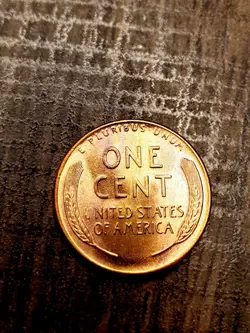 E PLURIBUS UNUM
ONE
CENT
UNITED STATES
OF AMERICA